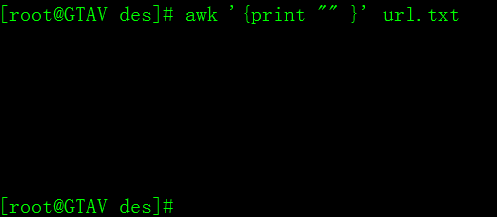 [root@GTAV des]# awk '{print "" }' url.txt
[root@GTAV des]#